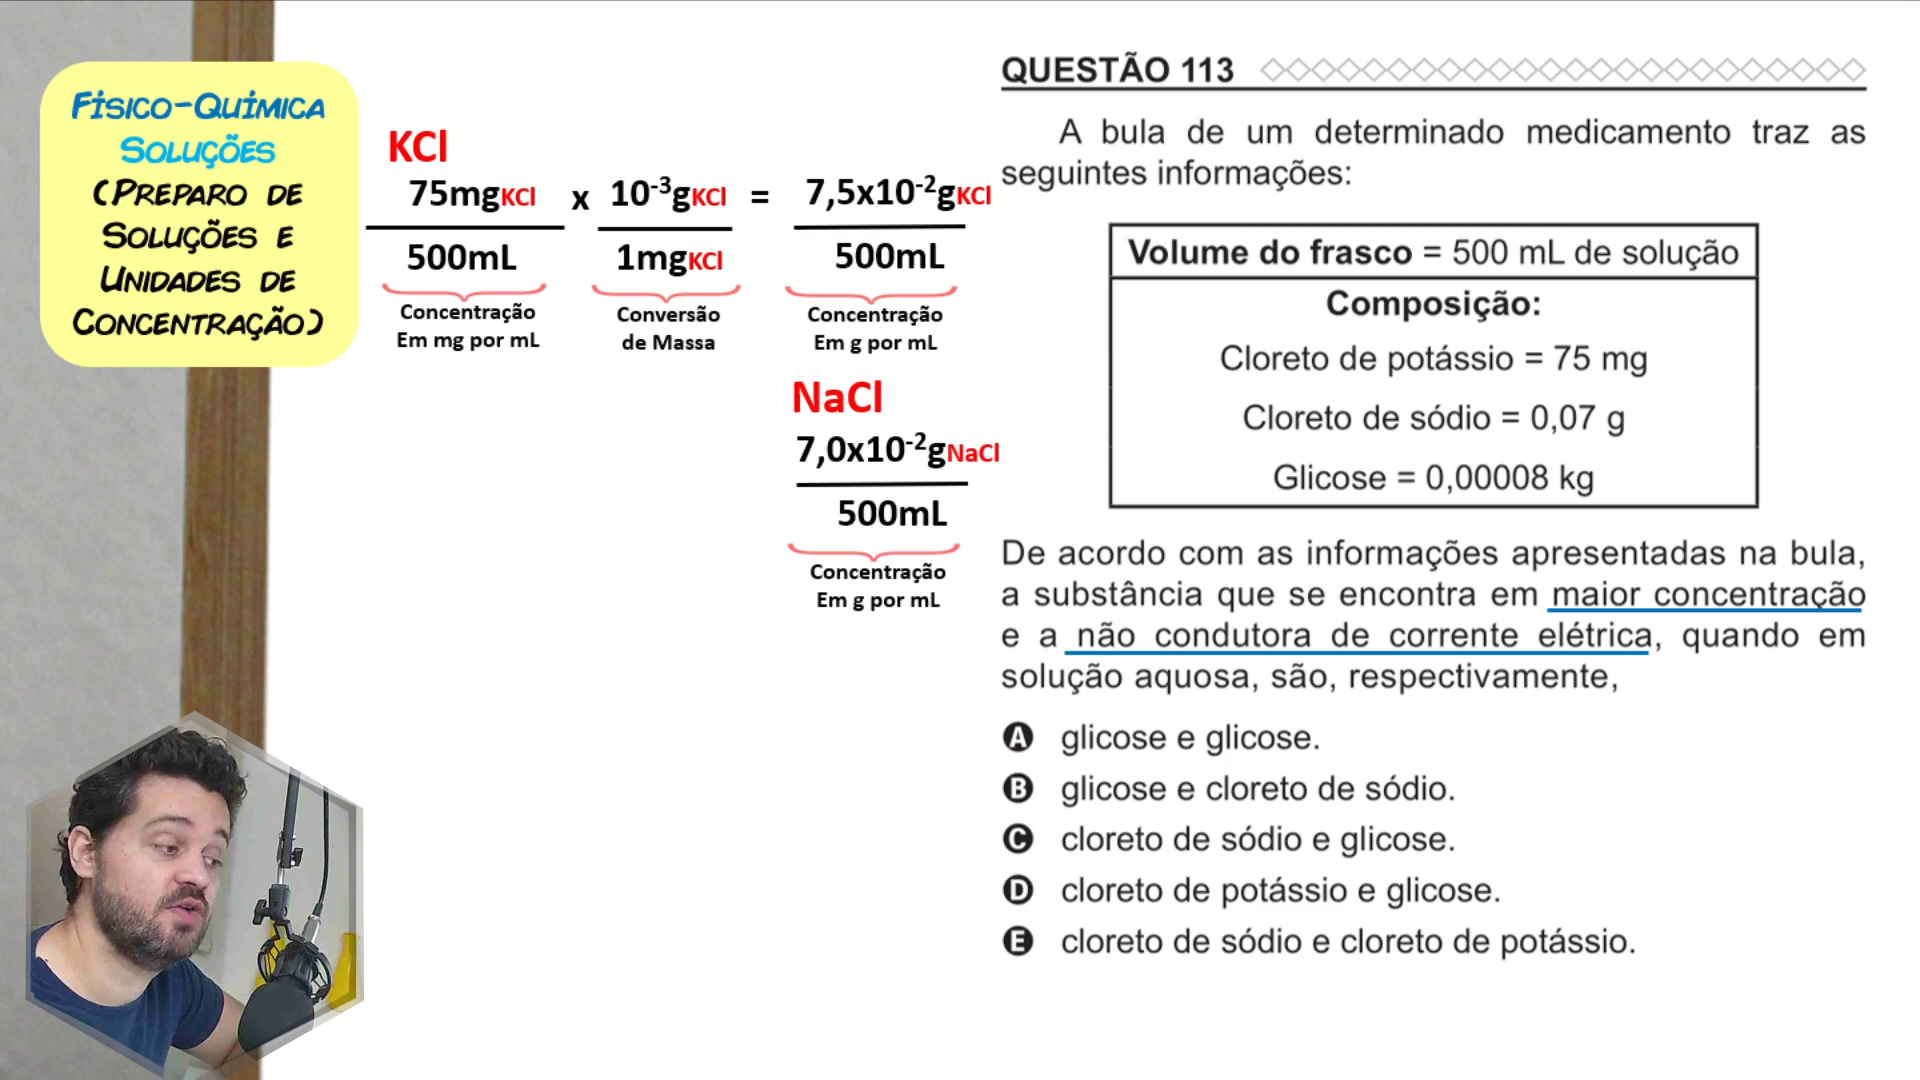 Físico-Química
Soluções
(Preparo de
Soluções e
Unidades de
Concentração)
KCl
75mgKCl x 10⁻³gKCl = 7,5x10⁻²gKCl
500mL 1mgKCl 500mL
Concentração Conversão Concentração
Em mg por mL de Massa Em g por mL
NaCl
7,0x10⁻²gNaCl
500mL
Concentração
Em g por mL
QUESTÃO 113
A bula de um determinado medicamento traz as
seguintes informações:
Volume do frasco = 500 mL de solução
Composição:
Cloreto de potássio = 75 mg
Cloreto de sódio = 0,07 g
Glicose = 0,00008 kg
De acordo com as informações apresentadas na bula,
a substância que se encontra em maior concentração
e a não condutora de corrente elétrica, quando em
solução aquosa, são, respectivamente,
A glicose e glicose.
B glicose e cloreto de sódio.
C cloreto de sódio e glicose.
D cloreto de potássio e glicose.
E cloreto de sódio e cloreto de potássio.